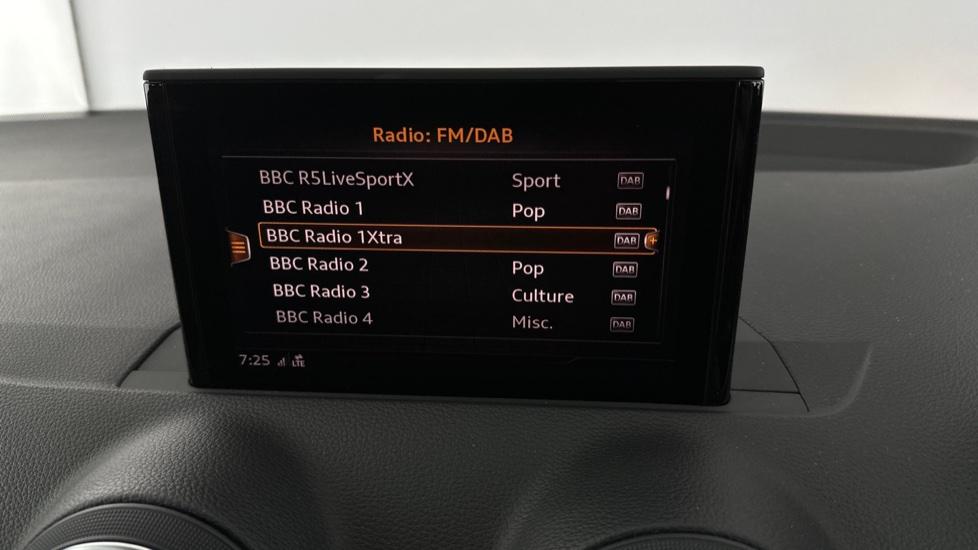 Radio: FM/DAB
BBC R5LiveSportX Sport DAB
BBC Radio 1 Pop DAB
BBC Radio 1Xtra DAB
BBC Radio 2 Pop DAB
BBC Radio 3 Culture DAB
BBC Radio 4 Misc. DAB
7:25 LTE